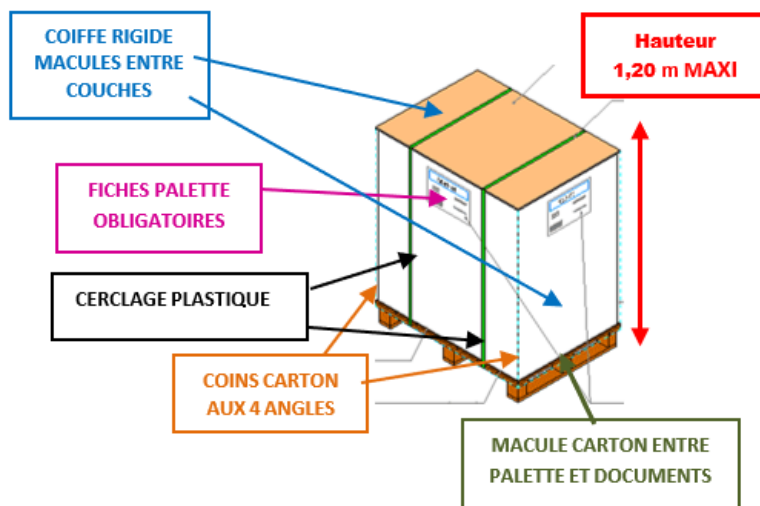 COIFFE RIGIDE
MACULES ENTRE
COUCHES
Hauteur
1,20 m MAXI
FICHES PALETTE
OBLIGATOIRES
CERCLAGE PLASTIQUE
COINS CARTON
AUX 4 ANGLES
MACULE CARTON ENTRE
PALETTE ET DOCUMENTS